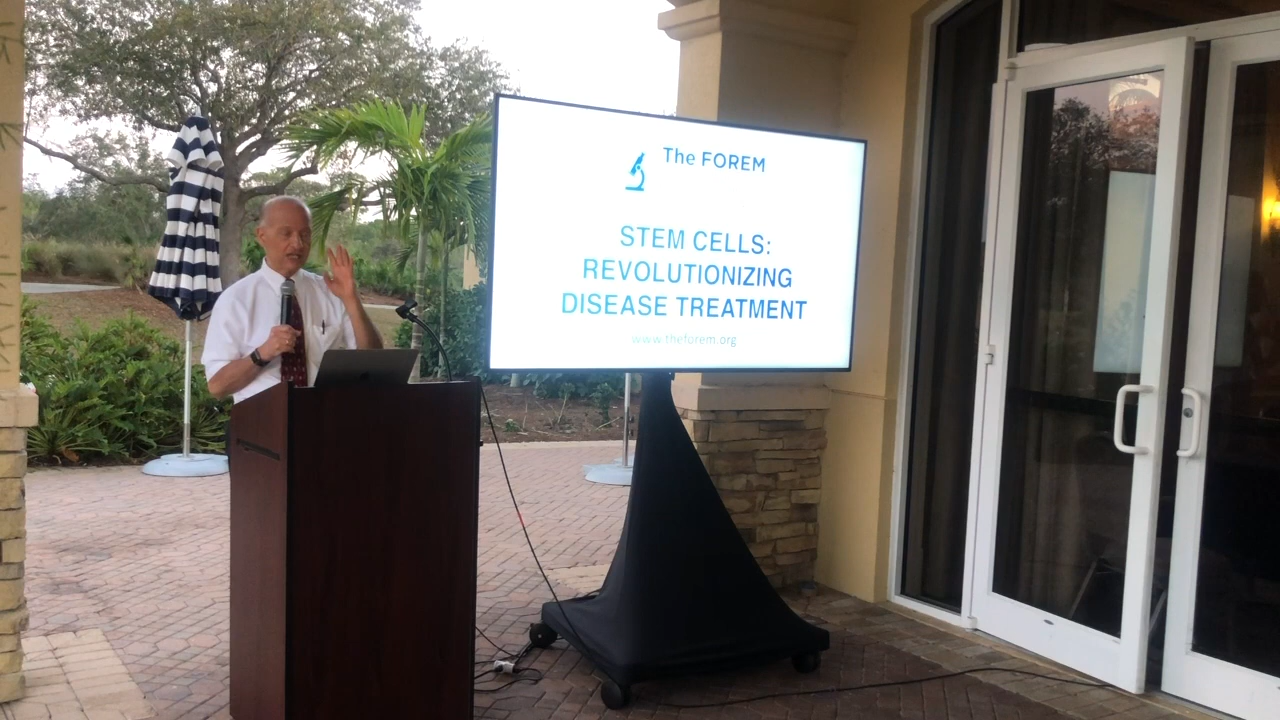 The FOREM
STEM CELLS:
REVOLUTIONIZING
DISEASE TREATMENT
www.theforem.org